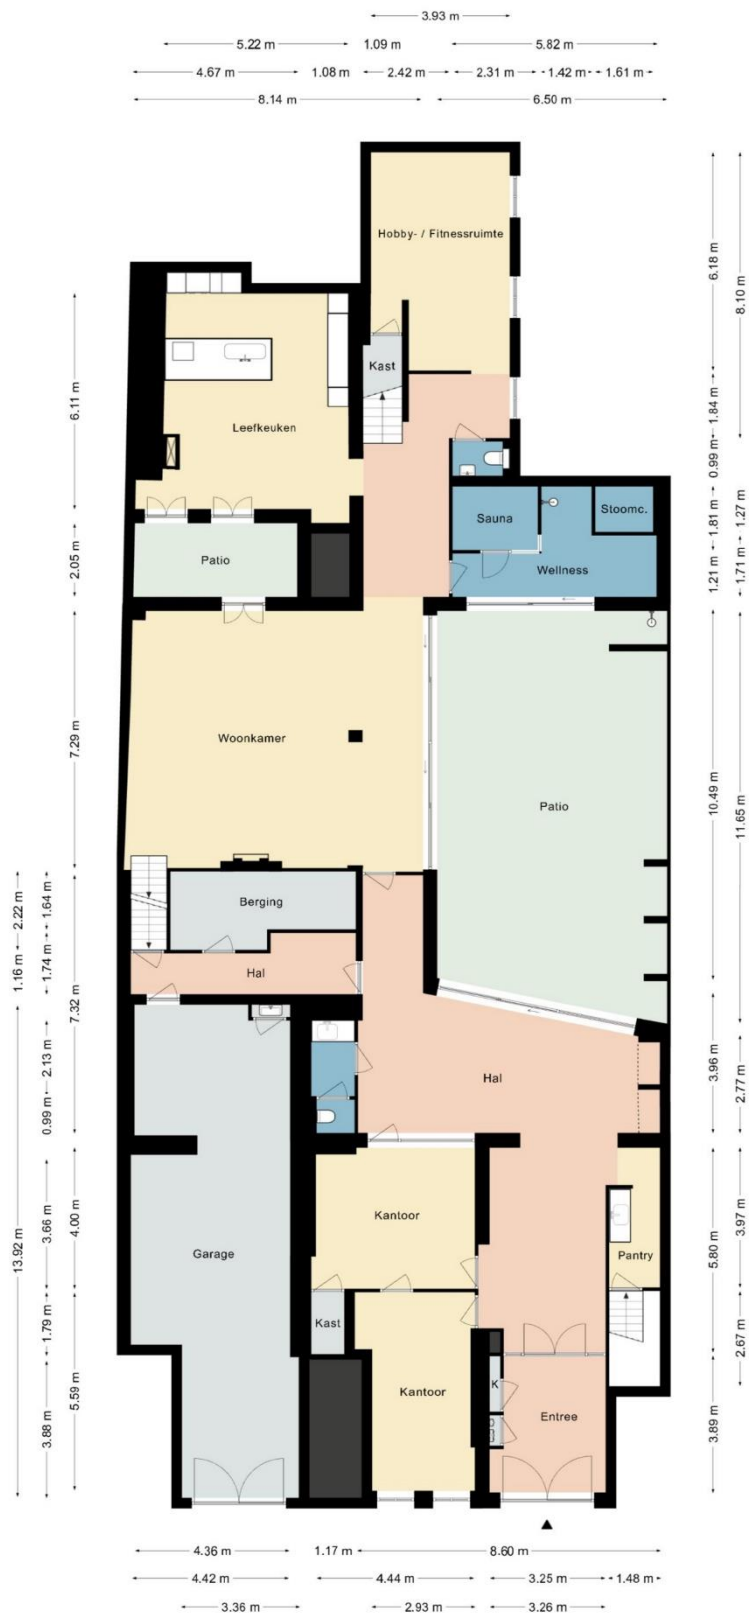 3.93 m
5.22 m 1.09 m 5.82 m
4.67 m 1.08 m 2.42 m 2.31 m 1.42 m 1.61 m
8.14 m 6.50 m
Hobby- / Fitnessruimte
6.18 m
8.10 m
Kast
6.11 m
Leefkeuken
1.84 m
0.99 m
Sauna
Stoomc.
1.81 m
1.27 m
Patio
Wellness
2.05 m
1.21 m
1.71 m
Woonkamer
7.29 m
Patio
10.49 m
11.65 m
Berging
2.22 m
1.64 m
Hal
1.16 m
1.74 m
7.32 m
Hal
2.13 m
0.99 m
3.96 m
2.77 m
Kantoor
Garage
Pantry
13.92 m
3.66 m
4.00 m
5.80 m
3.97 m
Kast
1.79 m
2.67 m
K
Kantoor
Entree
3.88 m
5.59 m
3.89 m
4.36 m 1.17 m 8.60 m
4.42 m 4.44 m 3.25 m 1.48 m
3.36 m 2.93 m 3.26 m